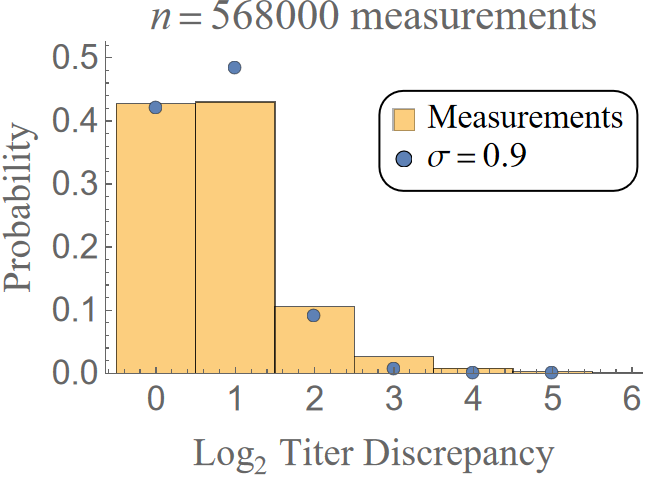 n = 568000 measurements
Probability
0.5
0.4
0.3
0.2
0.1
0.0
Measurements
σ = 0.9
0 1 2 3 4 5 6
Log₂ Titer Discrepancy